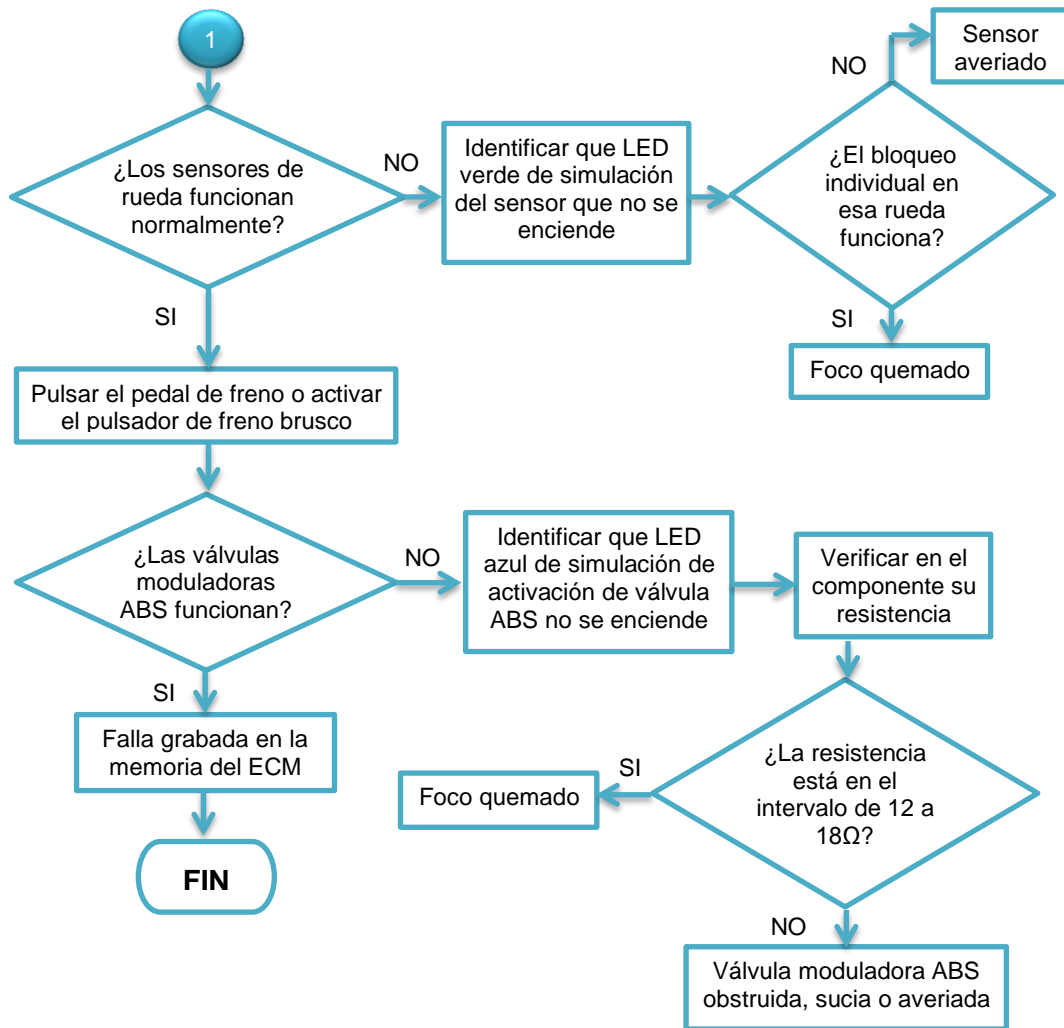 1
Sensor
averiado
NO
¿Los sensores de
rueda funcionan
normalmente?
NO
Identificar que LED
verde de simulación
del sensor que no se
enciende
¿El bloqueo
individual en
esa rueda
funciona?
SI
SI
Foco quemado
Pulsar el pedal de freno o activar
el pulsador de freno brusco
¿Las válvulas
moduladoras
ABS funcionan?
NO
Identificar que LED
azul de simulación de
activación de válvula
ABS no se enciende
Verificar en el
componente su
resistencia
SI
Falla grabada en la
memoria del ECM
¿La resistencia
está en el
intervalo de 12 a
18Ω?
SI
Foco quemado
FIN
NO
Válvula moduladora ABS
obstruida, sucia o averiada